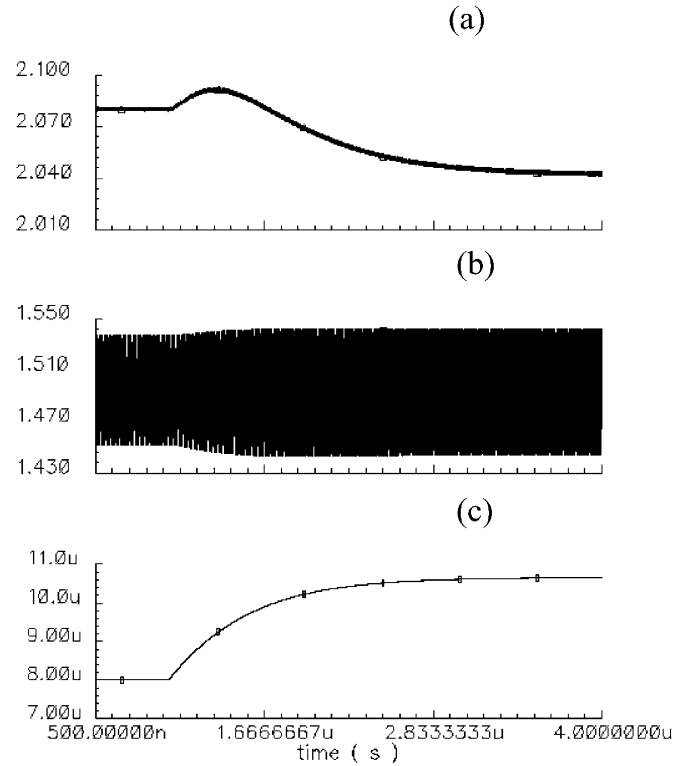 (a)
2.100
2.070
2.040
2.010
(b)
1.550
1.510
1.470
1.430
(c)
11.0u
10.0u
9.00u
8.00u
7.00u
500.00000n 1.6666667u 2.8333333u 4.0000000u
time ( s )